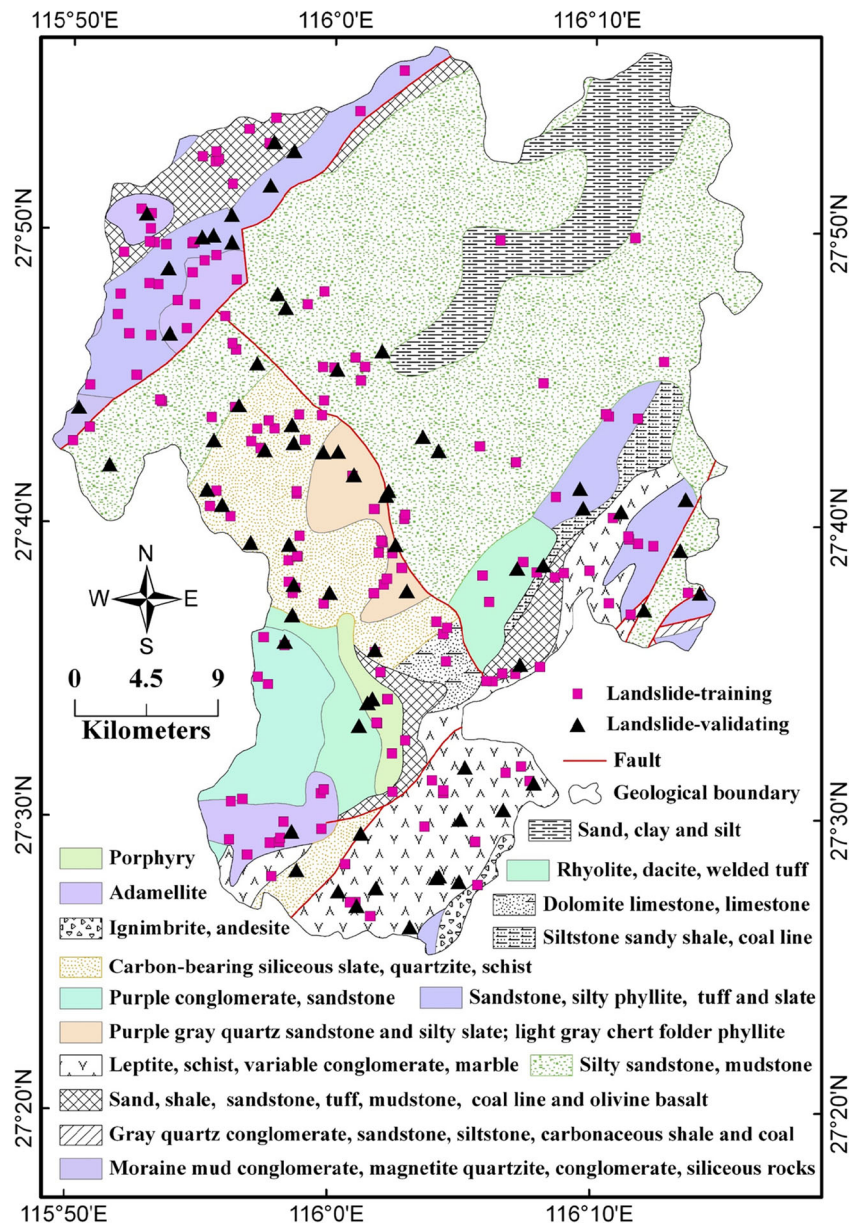 115°50'E 116°0'E 116°10'E
27°50'N 27°50'N
27°40'N 27°40'N
N
W E
S
0 4.5 9
Kilometers
Landslide-training
Landslide-validating
Fault
Geological boundary
27°30'N 27°30'N
Sand, clay and silt
Porphyry
Rhyolite, dacite, welded tuff
Adamellite
Dolomite limestone, limestone
Ignimbrite, andesite
Siltstone sandy shale, coal line
Carbon-bearing siliceous slate, quartzite, schist
Purple conglomerate, sandstone Sandstone, silty phyllite, tuff and slate
Purple gray quartz sandstone and silty slate; light gray chert folder phyllite
Leptite, schist, variable conglomerate, marble Silty sandstone, mudstone
27°20'N 27°20'N
Sand, shale, sandstone, tuff, mudstone, coal line and olivine basalt
Gray quartz conglomerate, sandstone, siltstone, carbonaceous shale and coal
Moraine mud conglomerate, magnetite quartzite, conglomerate, siliceous rocks
115°50'E 116°0'E 116°10'E